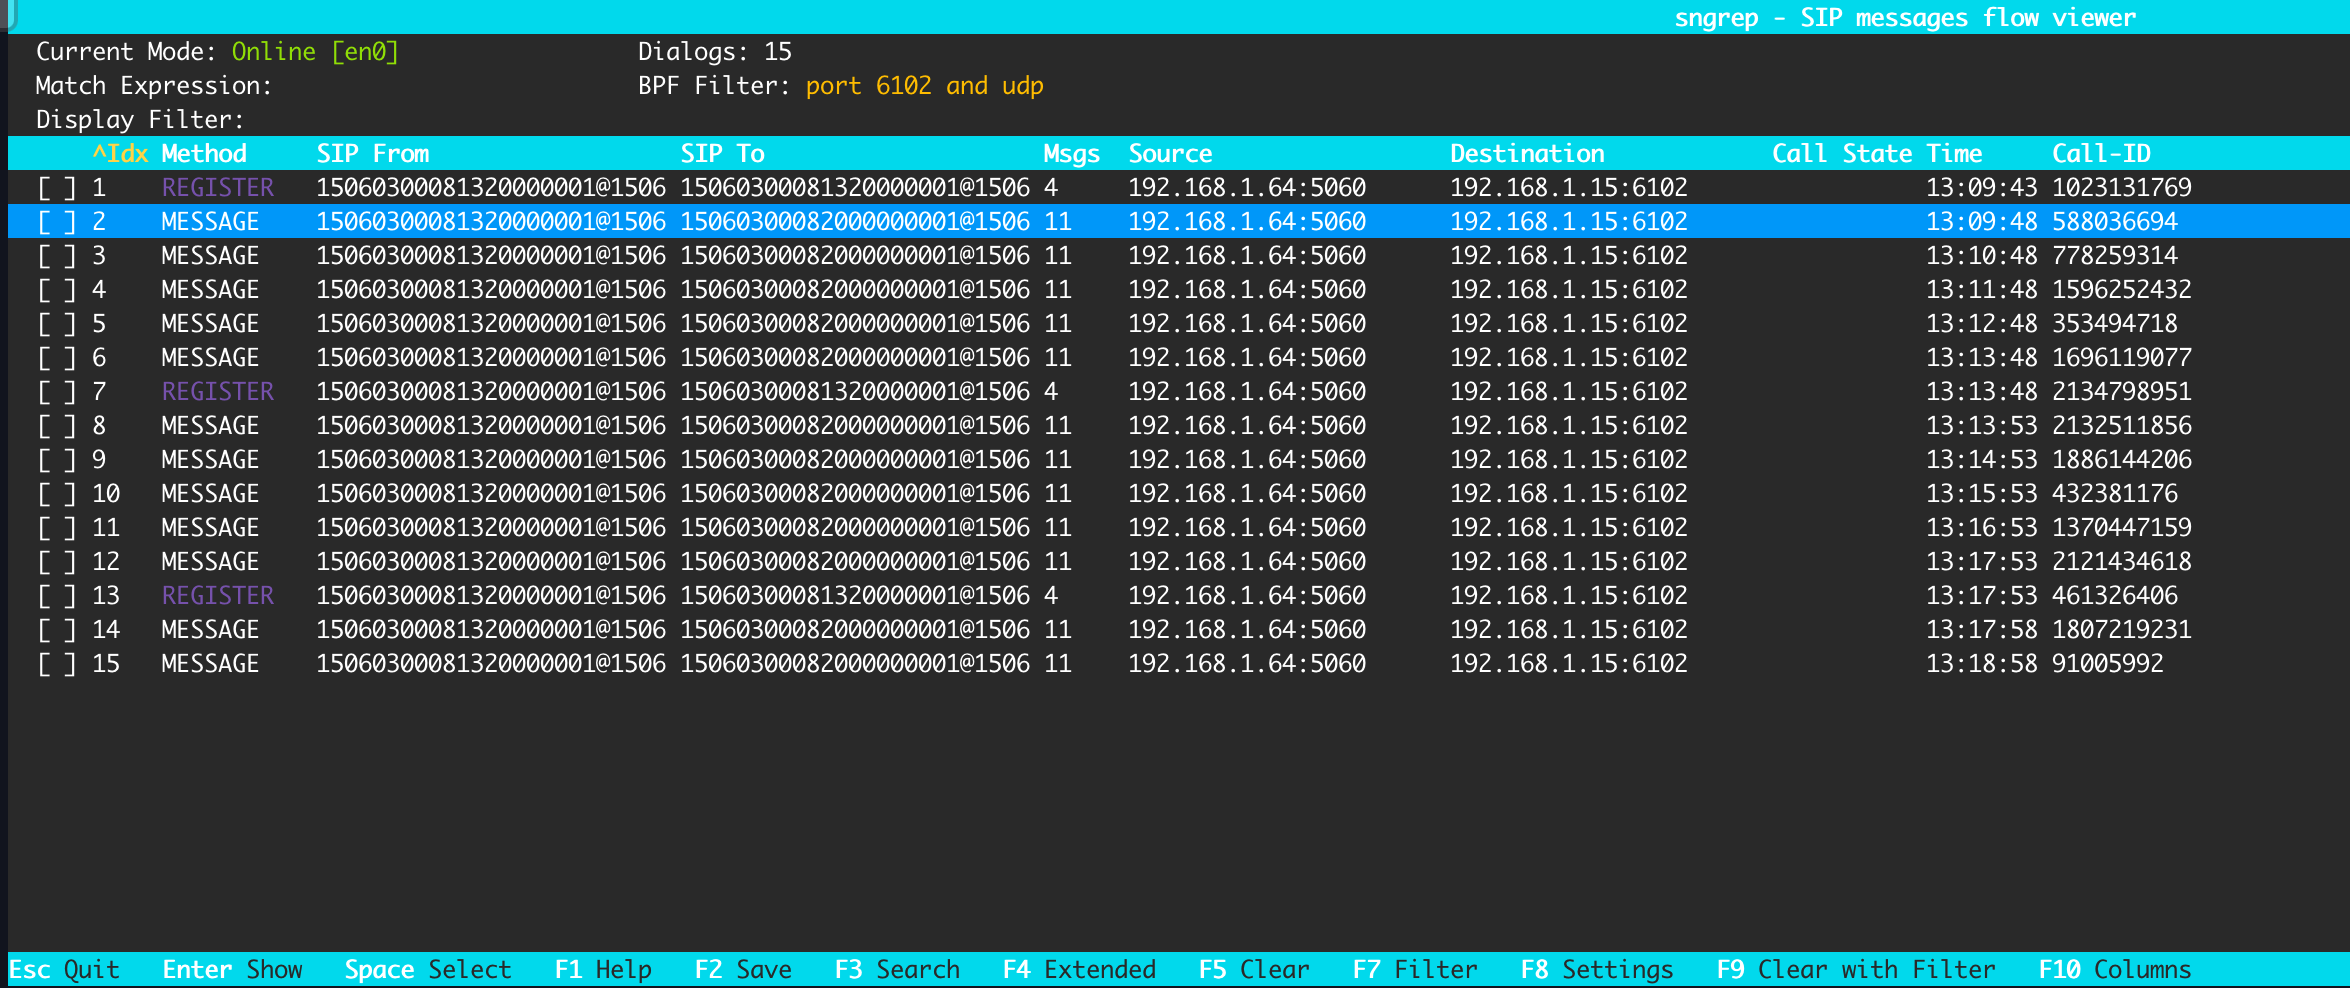 sngrep - SIP messages flow viewer
Current Mode: Online [en0] Dialogs: 15
Match Expression: BPF Filter: port 6102 and udp
Display Filter:
^Idx Method SIP From SIP To Msgs Source Destination Call State Time Call-ID
[ ] 1 REGISTER 15060300081320000001@1506 15060300081320000001@1506 4 192.168.1.64:5060 192.168.1.15:6102 13:09:43 1023131769
[ ] 2 MESSAGE 15060300081320000001@1506 15060300082000000001@1506 11 192.168.1.64:5060 192.168.1.15:6102 13:09:48 588036694
[ ] 3 MESSAGE 15060300081320000001@1506 15060300082000000001@1506 11 192.168.1.64:5060 192.168.1.15:6102 13:10:48 778259314
[ ] 4 MESSAGE 15060300081320000001@1506 15060300082000000001@1506 11 192.168.1.64:5060 192.168.1.15:6102 13:11:48 1596252432
[ ] 5 MESSAGE 15060300081320000001@1506 15060300082000000001@1506 11 192.168.1.64:5060 192.168.1.15:6102 13:12:48 353494718
[ ] 6 MESSAGE 15060300081320000001@1506 15060300082000000001@1506 11 192.168.1.64:5060 192.168.1.15:6102 13:13:48 1696119077
[ ] 7 REGISTER 15060300081320000001@1506 15060300081320000001@1506 4 192.168.1.64:5060 192.168.1.15:6102 13:13:48 2134798951
[ ] 8 MESSAGE 15060300081320000001@1506 15060300082000000001@1506 11 192.168.1.64:5060 192.168.1.15:6102 13:13:53 2132511856
[ ] 9 MESSAGE 15060300081320000001@1506 15060300082000000001@1506 11 192.168.1.64:5060 192.168.1.15:6102 13:14:53 1886144206
[ ] 10 MESSAGE 15060300081320000001@1506 15060300082000000001@1506 11 192.168.1.64:5060 192.168.1.15:6102 13:15:53 432381176
[ ] 11 MESSAGE 15060300081320000001@1506 15060300082000000001@1506 11 192.168.1.64:5060 192.168.1.15:6102 13:16:53 1370447159
[ ] 12 MESSAGE 15060300081320000001@1506 15060300082000000001@1506 11 192.168.1.64:5060 192.168.1.15:6102 13:17:53 2121434618
[ ] 13 REGISTER 15060300081320000001@1506 15060300081320000001@1506 4 192.168.1.64:5060 192.168.1.15:6102 13:17:53 461326406
[ ] 14 MESSAGE 15060300081320000001@1506 15060300082000000001@1506 11 192.168.1.64:5060 192.168.1.15:6102 13:17:58 1807219231
[ ] 15 MESSAGE 15060300081320000001@1506 15060300082000000001@1506 11 192.168.1.64:5060 192.168.1.15:6102 13:18:58 91005992
Esc Quit Enter Show Space Select F1 Help F2 Save F3 Search F4 Extended F5 Clear F7 Filter F8 Settings F9 Clear with Filter F10 Columns